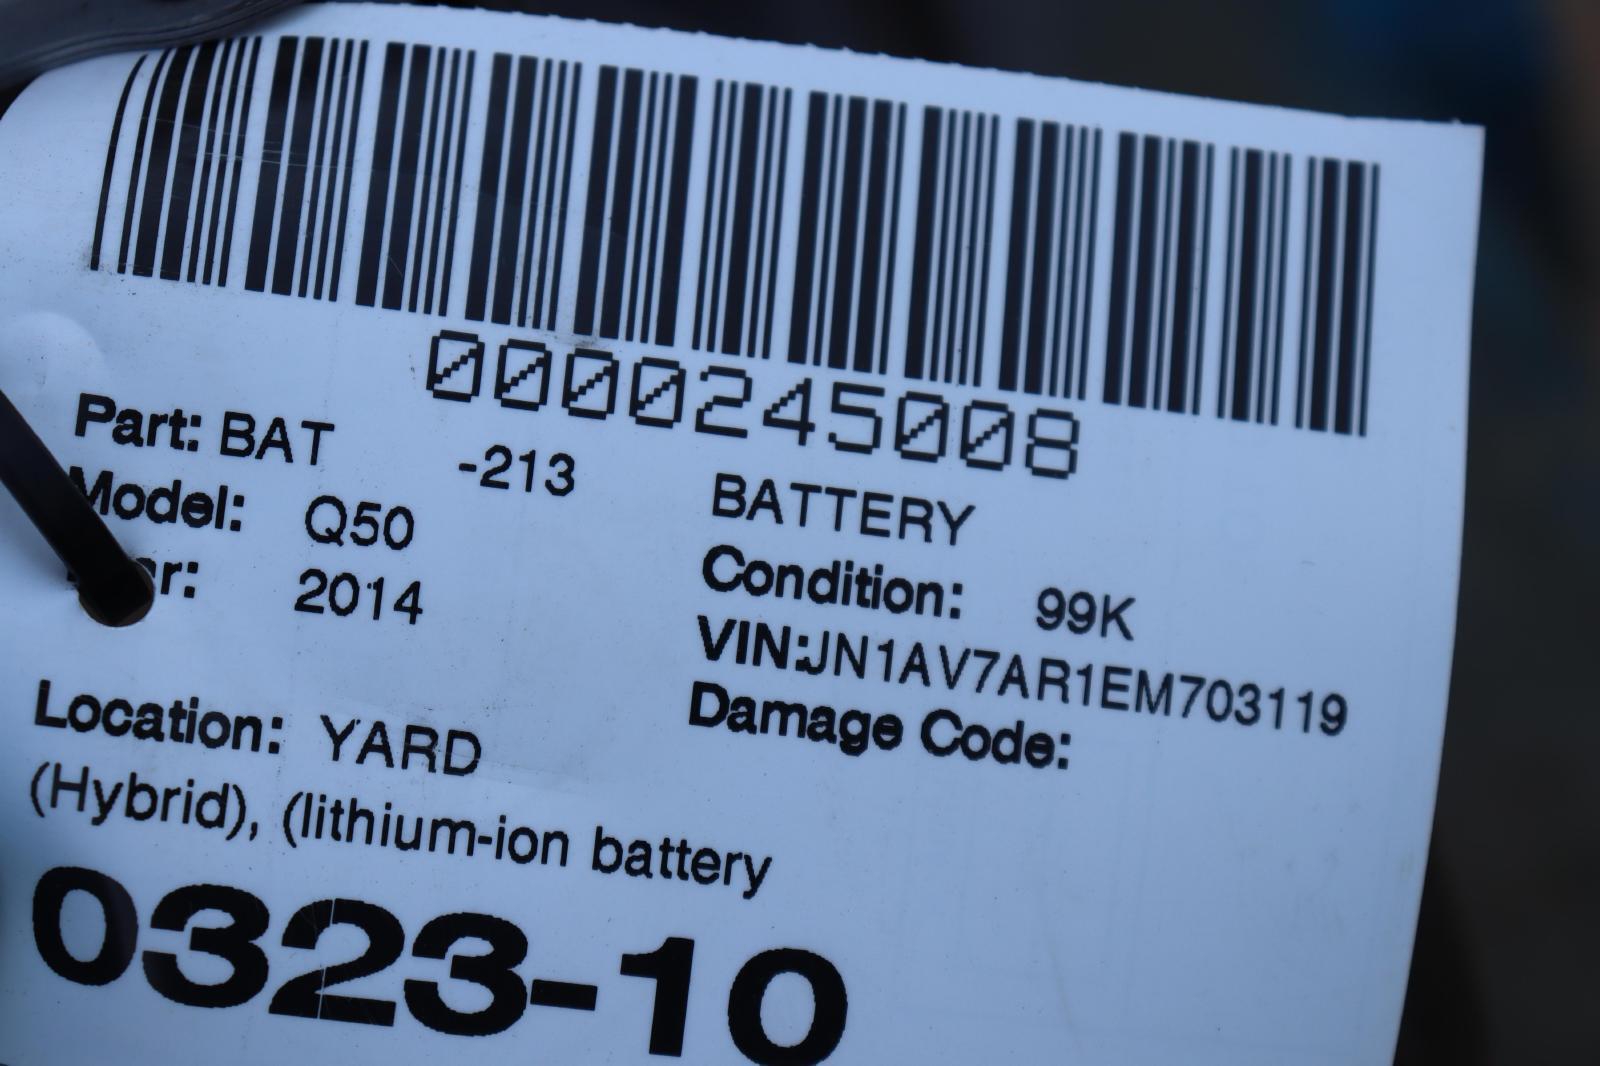 0000245008
Part: BAT -213 BATTERY
Model: Q50 Condition: 99K
2014 VIN:JN1AV7AR1EM703119
Location: YARD Damage Code:
(Hybrid), (lithium-ion battery
0323-10